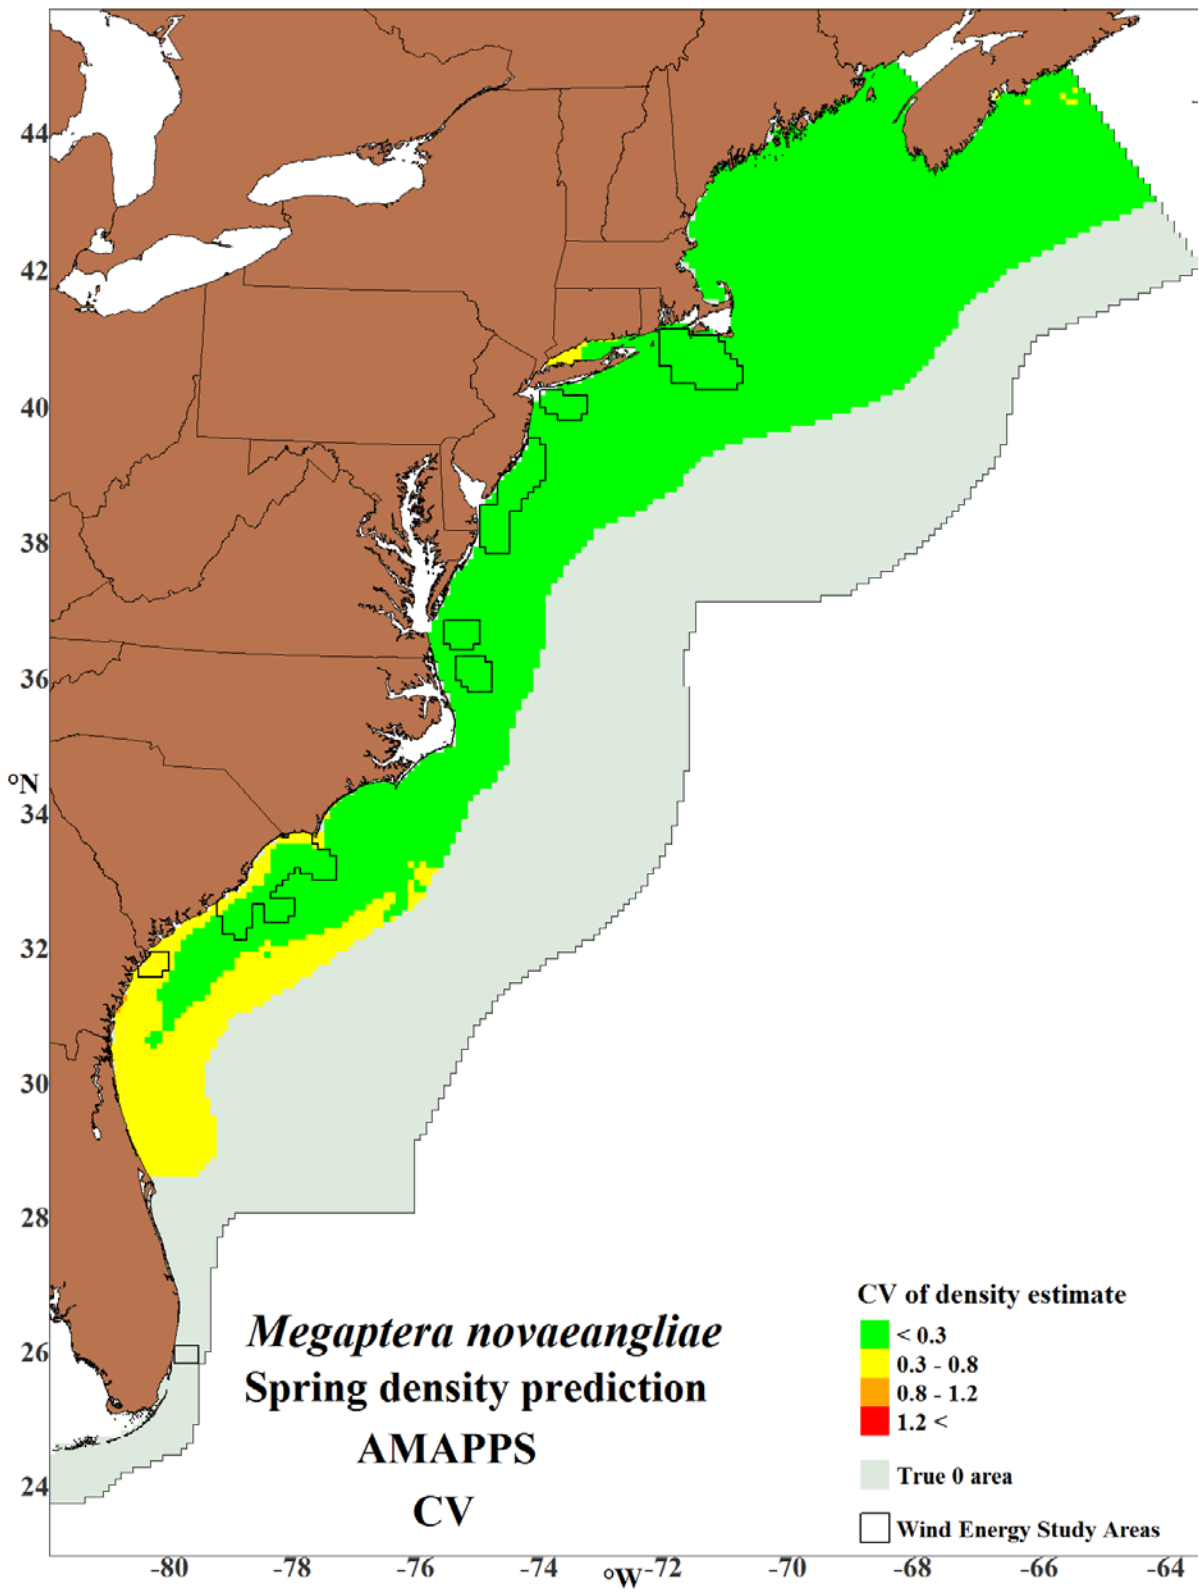 44
42
40
38
36
°N
34
32
30
28
26
24
CV of density estimate
< 0.3
0.3 - 0.8
0.8 - 1.2
1.2 <
True 0 area
Wind Energy Study Areas
Megaptera novaeangliae
Spring density prediction
AMAPPS
CV
-80 -78 -76 -74 °W -72 -70 -68 -66 -64